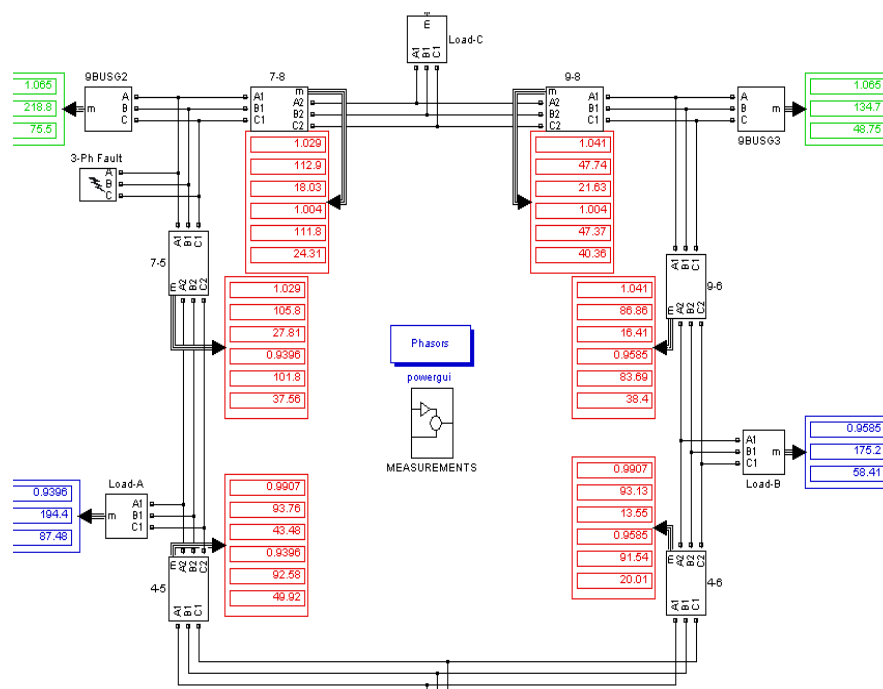 E
Load-C
A1 B1 C1
9BUSG2
7-8
9-8
1.065
218.8
75.5
m
A
B
C
A1
B1
C1
m
A2
B2
C2
m
A2
B2
C2
A1
B1
C1
A
B
C
m
9BUSG3
1.065
134.7
48.75
3-Ph Fault
A
B
C
1.029
112.9
18.03
1.004
111.8
24.31
1.041
47.74
21.63
1.004
47.37
40.36
7-5
A1 B1 C1
m A2 B2 C2
1.029
105.8
27.81
0.9396
101.8
37.56
Phasors
powergui
MEASUREMENTS
1.041
86.86
16.41
0.9585
83.69
38.4
A1 B1 C1
m A2 B2 C2
9-6
0.9396
194.4
87.48
m
Load-A
A1
B1
C1
0.9907
93.76
43.48
0.9396
92.58
49.92
0.9907
93.13
13.55
0.9585
91.54
20.01
A1
B1
C1
m
Load-B
0.9585
175.2
58.41
4-5
m A2 B2 C2
A1 B1 C1
m A2 B2 C2
A1 B1 C1
4-6